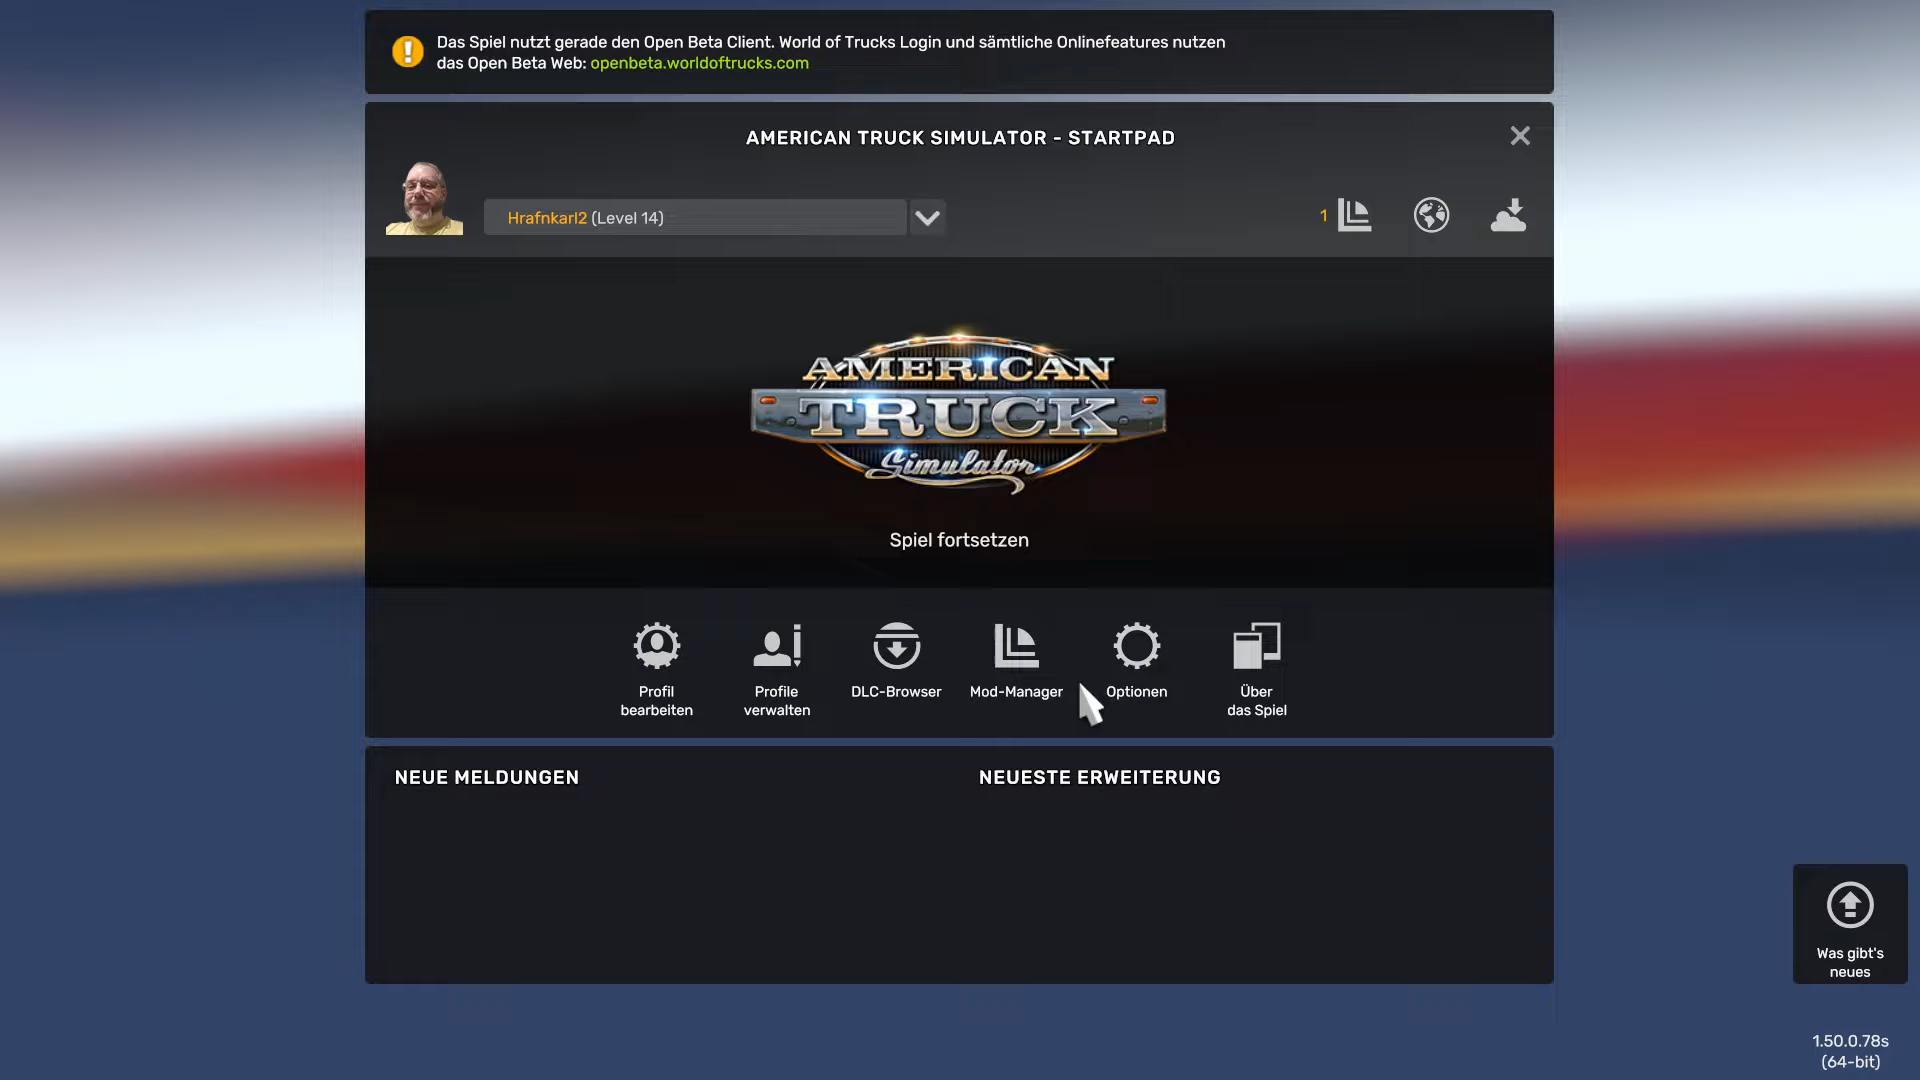 Das Spiel nutzt gerade den Open Beta Client. World of Trucks Login und sämtliche Onlinefeatures nutzen
das Open Beta Web: openbeta.worldoftrucks.com
AMERICAN TRUCK SIMULATOR - STARTPAD
Hrafnkarl2 (Level 14)
1
AMERICAN
TRUCK
Simulator
Spiel fortsetzen
Profil
bearbeiten
Profile
verwalten
DLC-Browser
Mod-Manager
Optionen
Über
das Spiel
NEUE MELDUNGEN
NEUESTE ERWEITERUNG
Was gibt's
neues
1.50.0.78s
(64-bit)